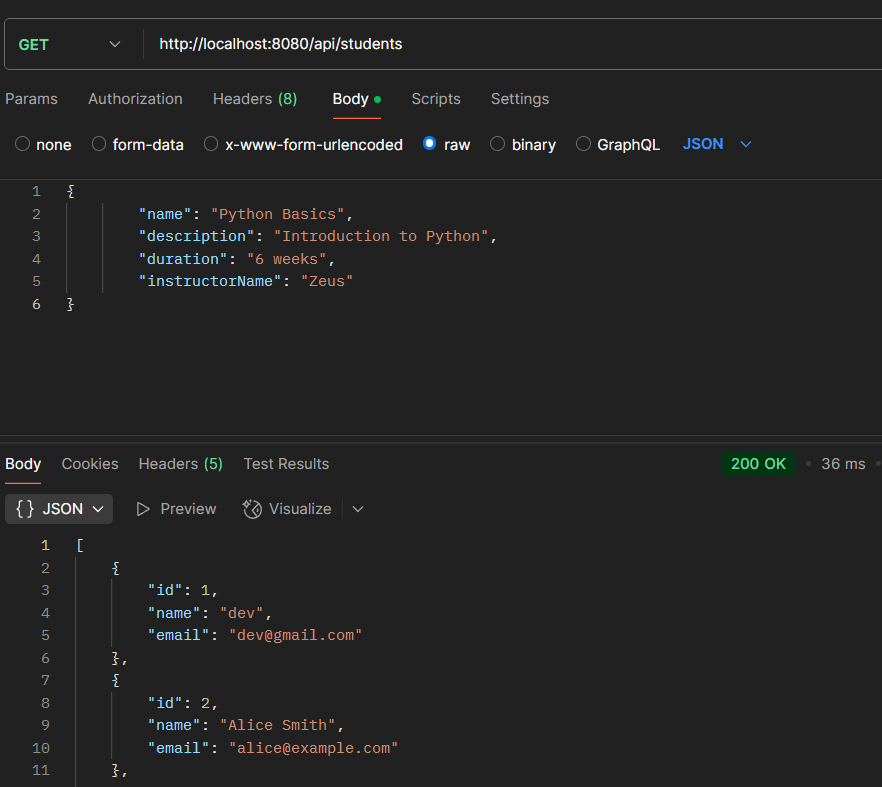 GET http://localhost:8080/api/students
Params Authorization Headers (8) Body Scripts Settings
none form-data x-www-form-urlencoded raw binary GraphQL JSON
1 {
2 "name": "Python Basics",
3 "description": "Introduction to Python",
4 "duration": "6 weeks",
5 "instructorName": "Zeus"
6 }
Body Cookies Headers (5) Test Results 200 OK • 36 ms •
{} JSON Preview Visualize
1 [
2 {
3 "id": 1,
4 "name": "dev",
5 "email": "dev@gmail.com"
6 },
7 {
8 "id": 2,
9 "name": "Alice Smith",
10 "email": "alice@example.com"
11 },